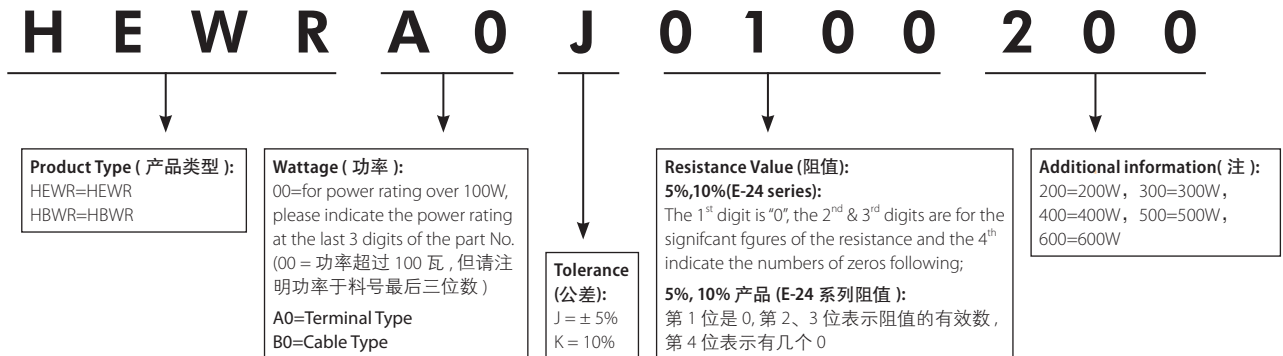 H E W R A 0 J 0 1 0 0 2 0 0
Product Type ( 产品类型 ):
HEWR=HEWR
HBWR=HBWR
Wattage ( 功率 ):
00=for power rating over 100W,
please indicate the power rating
at the last 3 digits of the part No.
(00 = 功率超过 100 瓦 , 但请注
明功率于料号最后三位数 )
A0=Terminal Type
B0=Cable Type
Tolerance
(公差):
J = ± 5%
K = 10%
Resistance Value (阻值):
5%,10%(E-24 series):
The 1st digit is “0”, the 2nd & 3rd digits are for the
signifcant fgures of the resistance and the 4th
indicate the numbers of zeros following;
5%, 10% 产品 (E-24 系列阻值 ):
第 1 位是 0, 第 2、3 位表示阻值的有效数 ,
第 4 位表示有几个 0
Additional information( 注 ):
200=200W，300=300W，
400=400W，500=500W，
600=600W